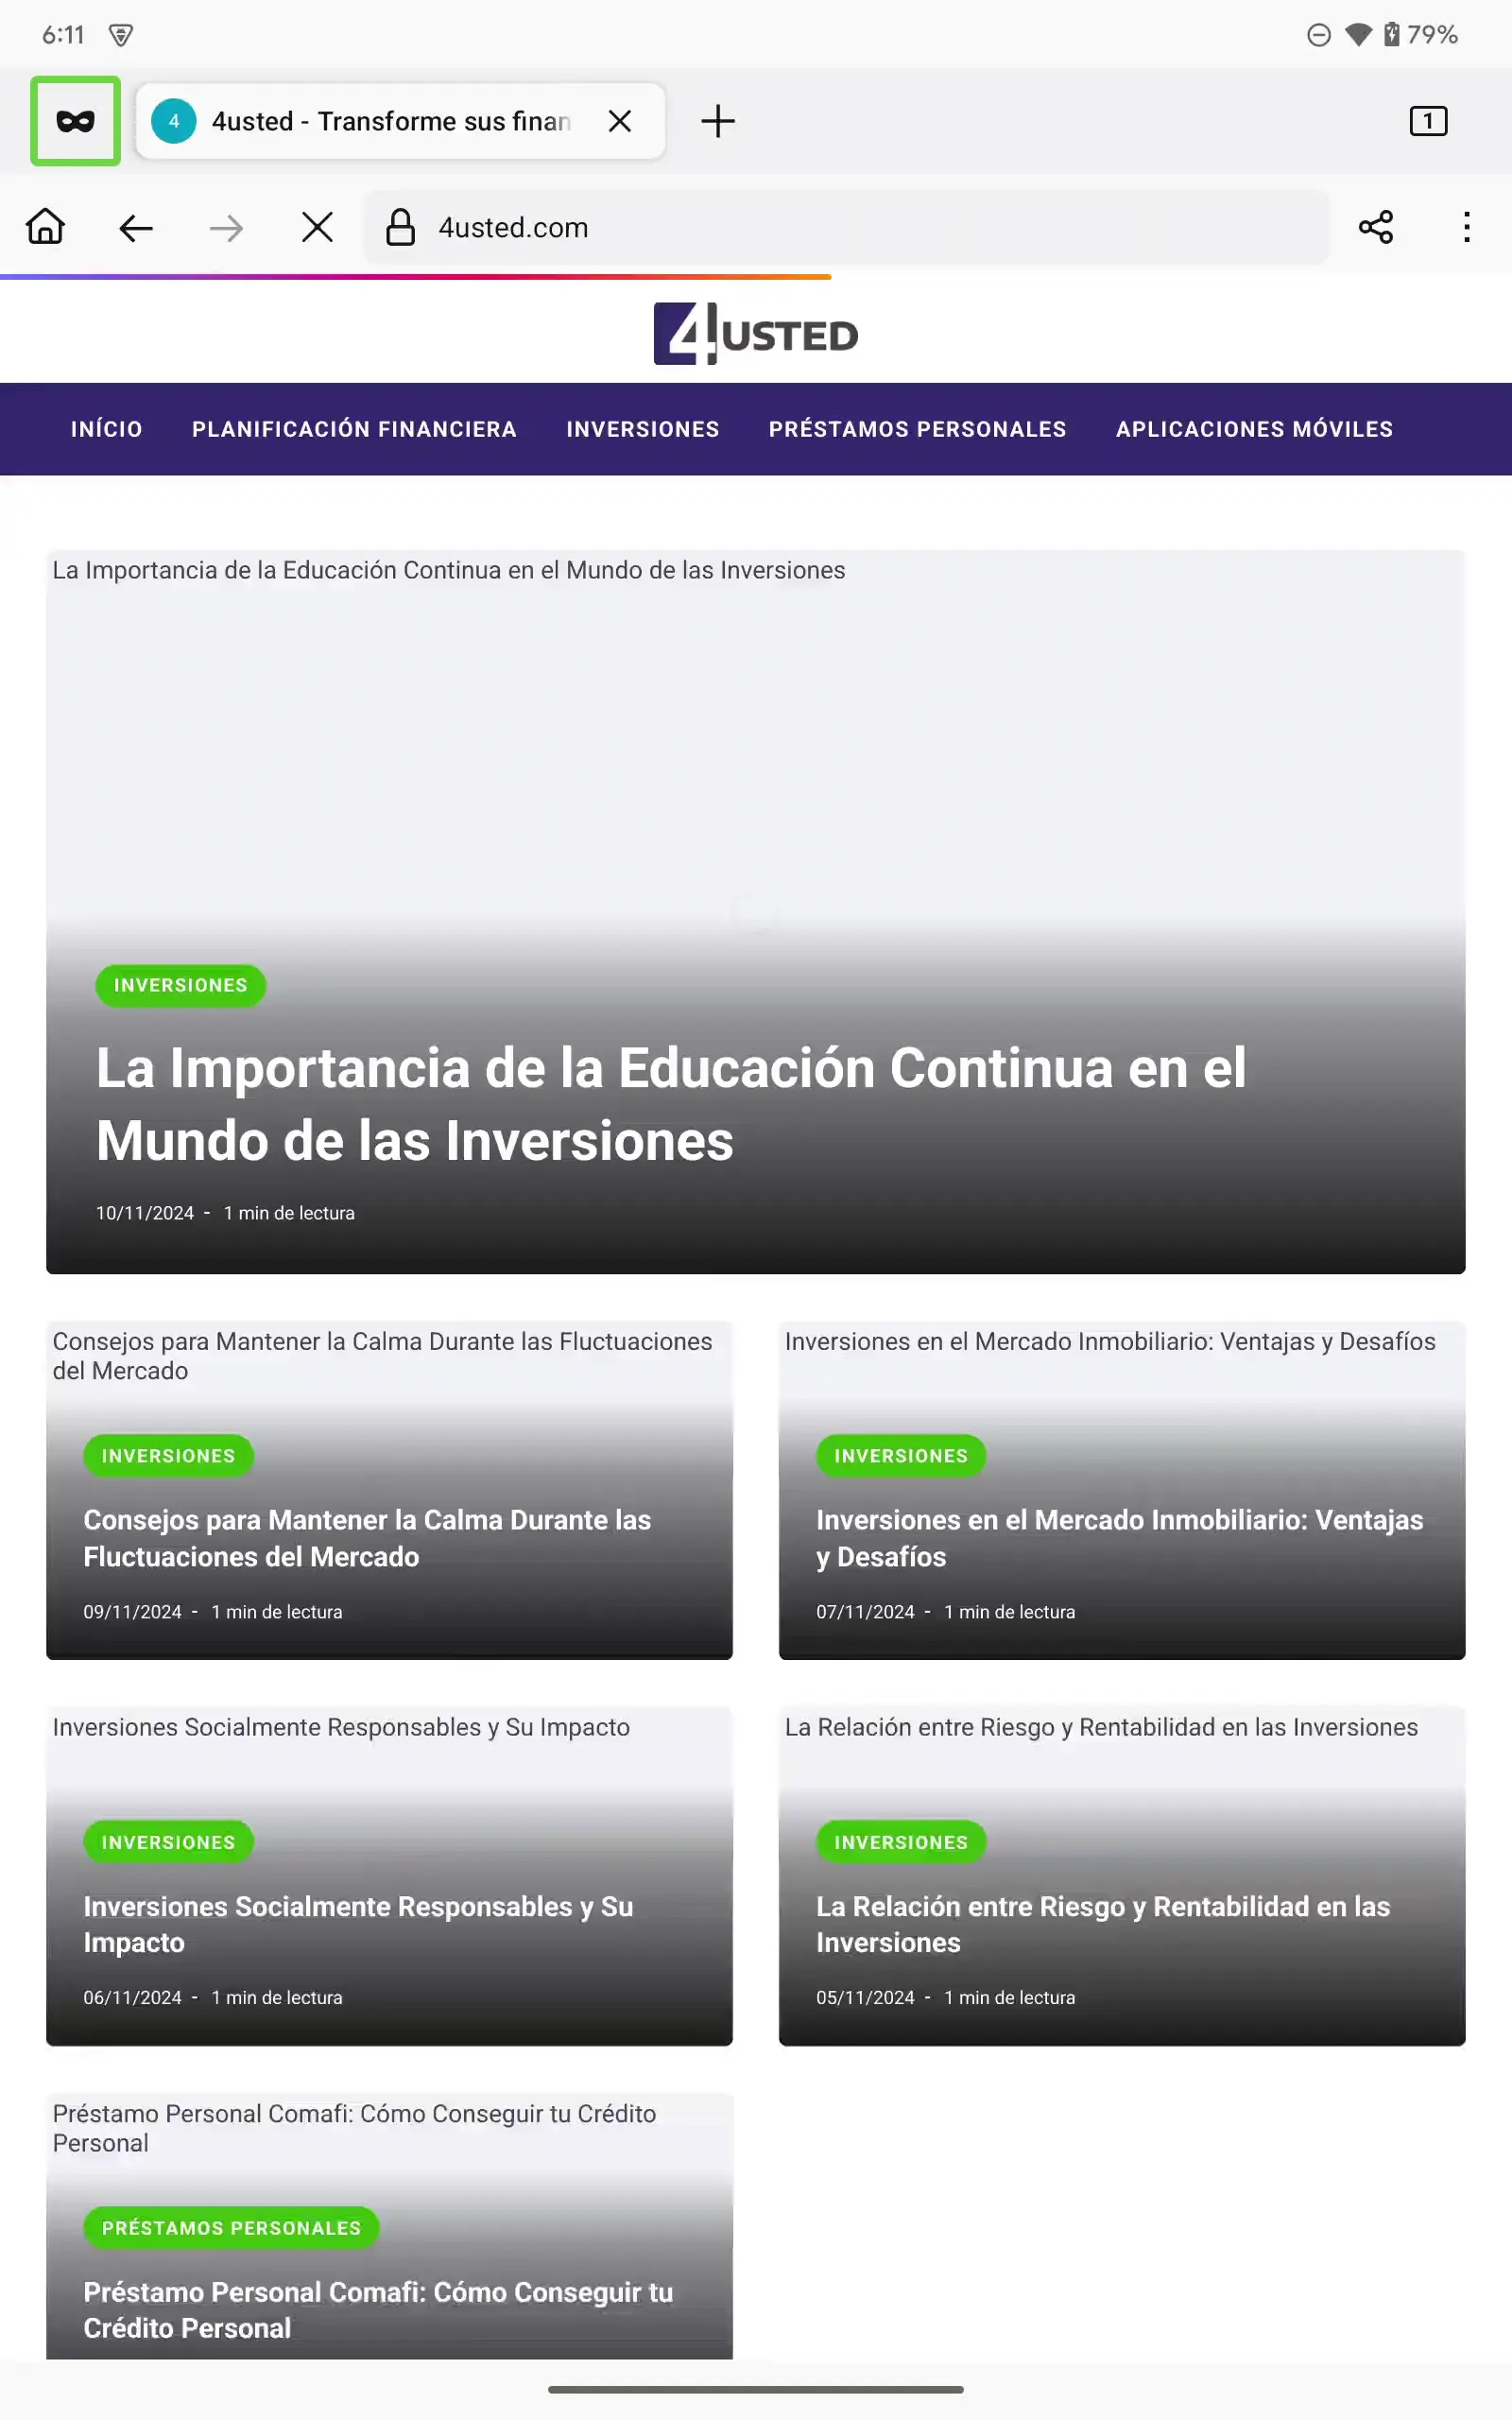 6:11
79%
4
4usted - Transforme sus finan
1
4usted.com
4USTED
INÍCIO
PLANIFICACIÓN FINANCIERA
INVERSIONES
PRÉSTAMOS PERSONALES
APLICACIONES MÓVILES
La Importancia de la Educación Continua en el Mundo de las Inversiones
INVERSIONES
La Importancia de la Educación Continua en el
Mundo de las Inversiones
10/11/2024 - 1 min de lectura
Consejos para Mantener la Calma Durante las Fluctuaciones
del Mercado
INVERSIONES
Consejos para Mantener la Calma Durante las
Fluctuaciones del Mercado
09/11/2024 - 1 min de lectura
Inversiones en el Mercado Inmobiliario: Ventajas y Desafíos
INVERSIONES
Inversiones en el Mercado Inmobiliario: Ventajas
y Desafíos
07/11/2024 - 1 min de lectura
Inversiones Socialmente Responsables y Su Impacto
INVERSIONES
Inversiones Socialmente Responsables y Su
Impacto
06/11/2024 - 1 min de lectura
La Relación entre Riesgo y Rentabilidad en las Inversiones
INVERSIONES
La Relación entre Riesgo y Rentabilidad en las
Inversiones
05/11/2024 - 1 min de lectura
Préstamo Personal Comafi: Cómo Conseguir tu Crédito
Personal
PRÉSTAMOS PERSONALES
Préstamo Personal Comafi: Cómo Conseguir tu
Crédito Personal